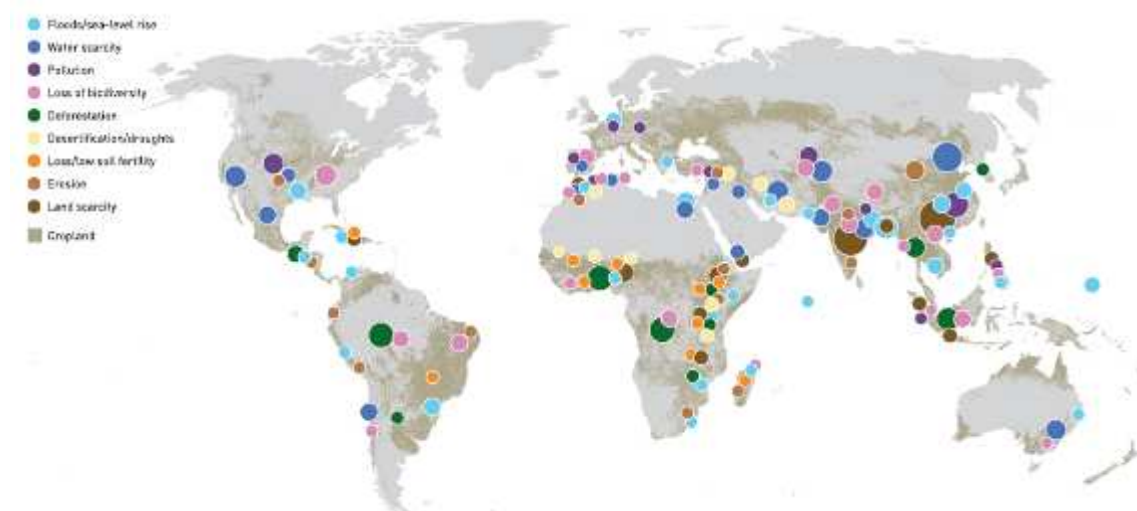 Floods/sea-level rise
Water scarcity
Pollution
Loss of biodiversity
Deforestation
Desertification/droughts
Loss/low soil fertility
Erosion
Land scarcity
Cropland